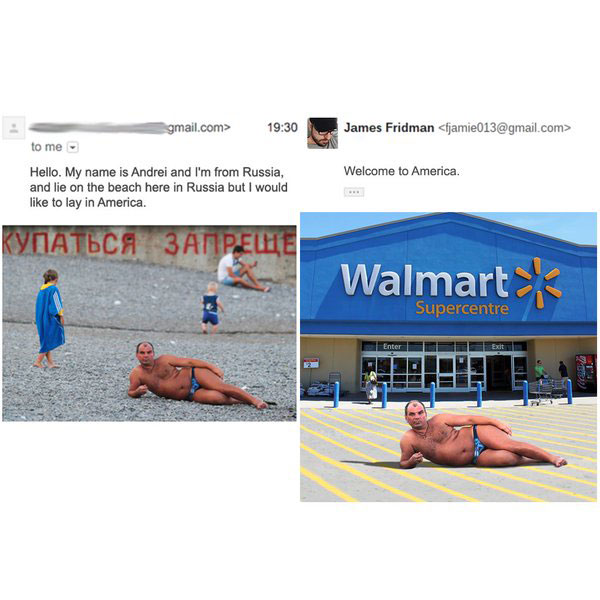 gmail.com>
19:30
to me
Hello. My name is Andrei and I'm from Russia,
and lie on the beach here in Russia but I would
like to lay in America.
КУПАТЬСЯ ЗАПРЕЩЕ
James Fridman <fjamie013@gmail.com>
Welcome to America.
Walmart
Supercentre
Enter
Exit
2